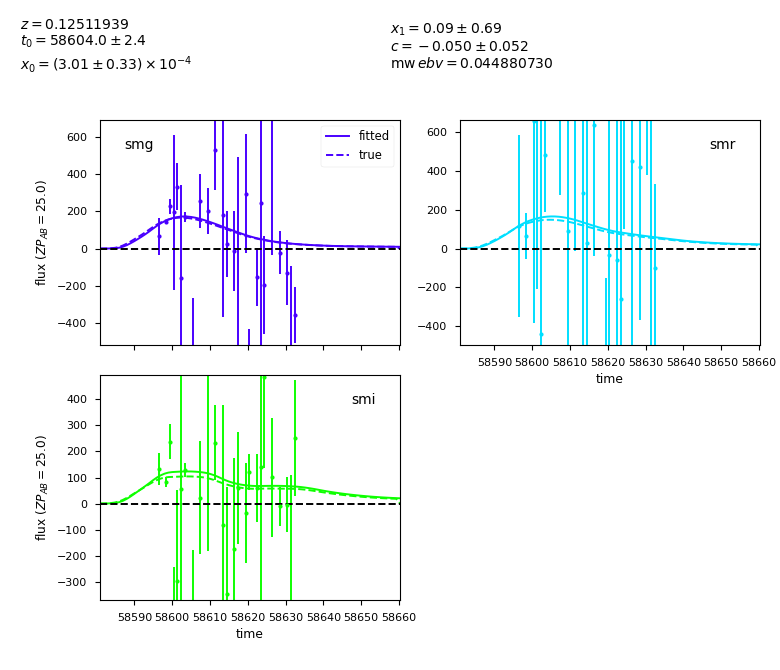 z = 0.12511939
t₀ = 58604.0 ± 2.4
x₀ = (3.01 ± 0.33) × 10⁻⁴
x₁ = 0.09 ± 0.69
c = −0.050 ± 0.052
mw ebv = 0.044880730
smg
fitted
true
600
400
200
0
−200
−400
flux (ZP_AB = 25.0)
smr
600
400
200
0
−200
−400
58590 58600 58610 58620 58630 58640 58650 58660
time
smi
400
300
200
100
0
−100
−200
−300
flux (ZP_AB = 25.0)
58590 58600 58610 58620 58630 58640 58650 58660
time